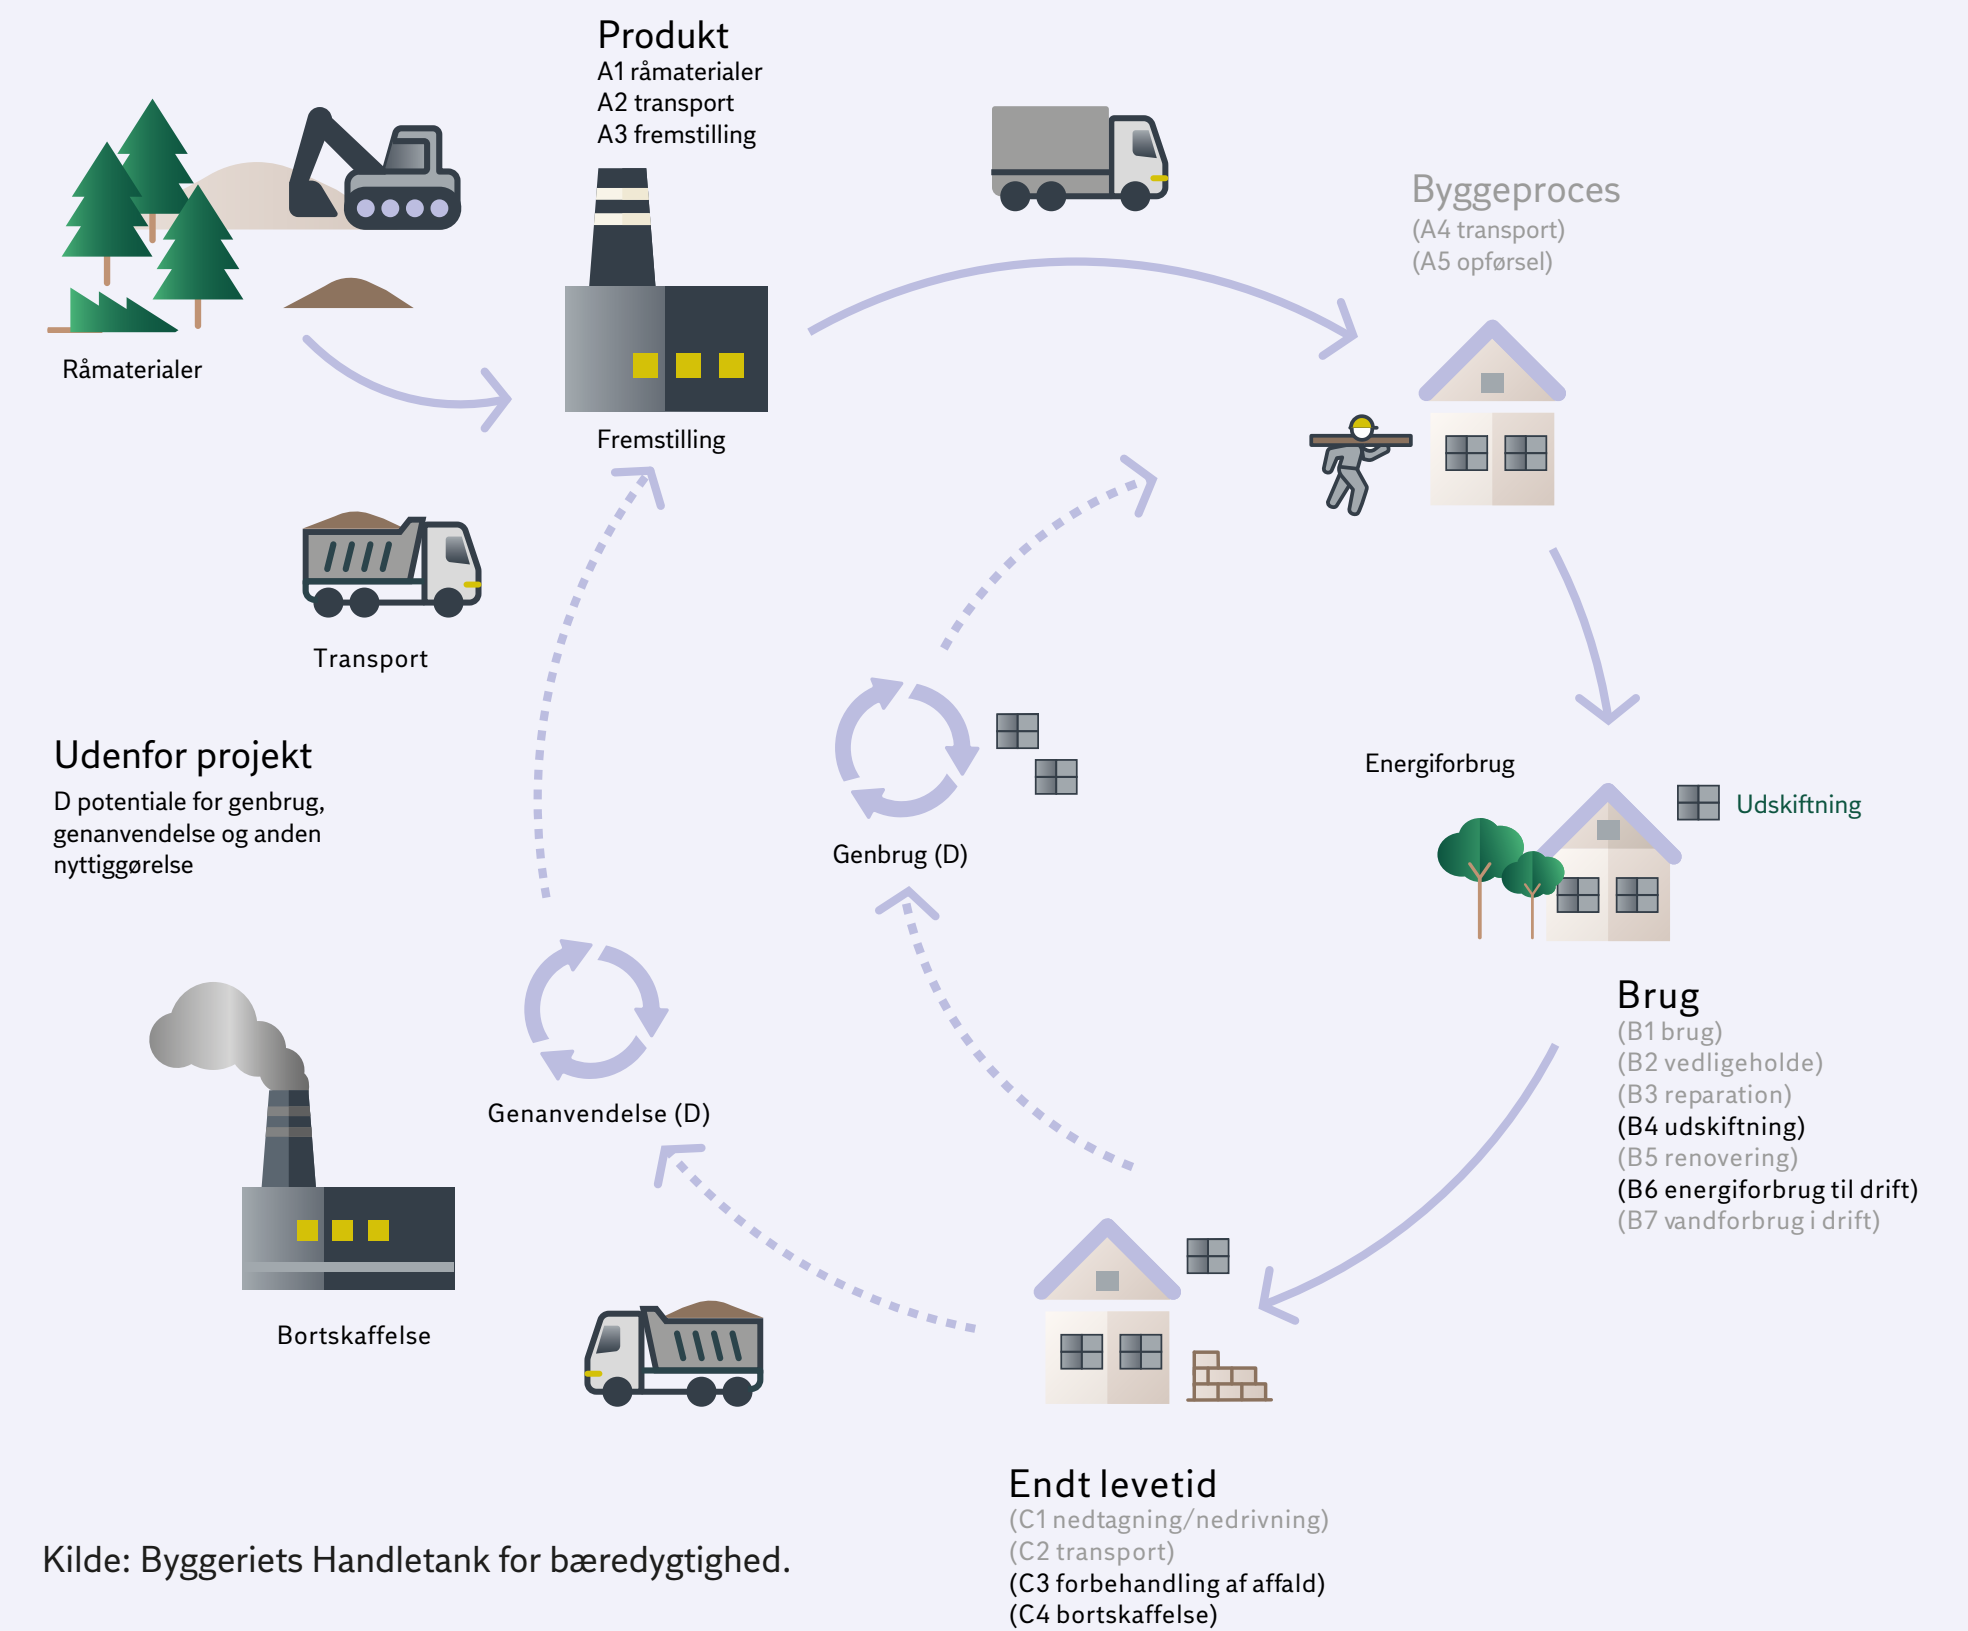 Produkt
A1 råmaterialer
A2 transport
A3 fremstilling
Byggeproces
(A4 transport)
(A5 opførsel)
Råmaterialer
Fremstilling
Transport
Udenfor projekt
D potentiale for genbrug,
genanvendelse og anden
nyttiggørelse
Energiforbrug
Udskiftning
Genbrug (D)
Brug
(B1 brug)
(B2 vedligeholde)
(B3 reparation)
(B4 udskiftning)
(B5 renovering)
(B6 energiforbrug til drift)
(B7 vandforbrug i drift)
Genanvendelse (D)
Bortskaffelse
Endt levetid
(C1 nedtagning/nedrivning)
(C2 transport)
(C3 forbehandling af affald)
(C4 bortskaffelse)
Kilde: Byggeriets Handletank for bæredygtighed.